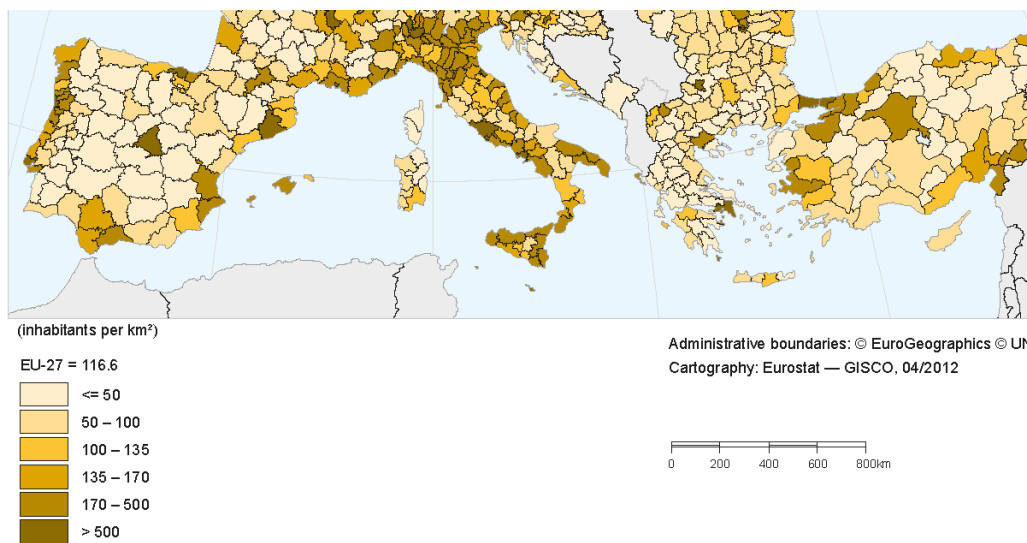 (inhabitants per km²)
EU-27 = 116.6
<= 50
50 – 100
100 – 135
135 – 170
170 – 500
> 500
Administrative boundaries: © EuroGeographics © UN
Cartography: Eurostat — GISCO, 04/2012
0 200 400 600 800km